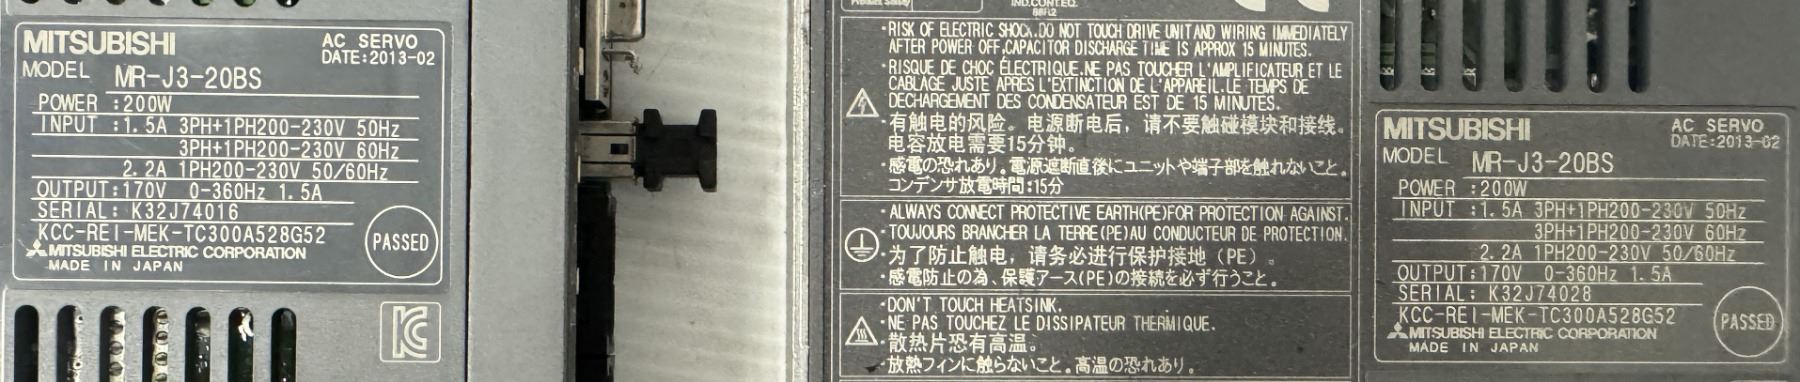 MITSUBISHI
AC SERVO
DATE:2013-02
MODEL MR-J3-20BS
POWER :200W
INPUT :1.5A 3PH+1PH200-230V 50Hz
3PH+1PH200-230V 60Hz
2.2A 1PH200-230V 50/60Hz
OUTPUT:170V 0-360Hz 1.5A
SERIAL: K32J74016
KCC-REI-MEK-TC300A528G52
MITSUBISHI ELECTRIC CORPORATION
MADE IN JAPAN
PASSED
KC
Product Safety
IND.CONT.EQ.
・RISK OF ELECTRIC SHOCK.DO NOT TOUCH DRIVE UNIT AND WIRING IMMEDIATELY
AFTER POWER OFF.CAPACITOR DISCHARGE TIME IS APPROX 15 MINUTES.
・RISQUE DE CHOC ÉLECTRIQUE.NE PAS TOUCHER L'AMPLIFICATEUR ET LE
CABLAGE JUSTE APRES L'EXTINCTION DE L'APPAREIL.LE TEMPS DE
DECHARGEMENT DES CONDENSATEUR EST DE 15 MINUTES.
・有触电的风险。电源断电后，请不要触碰模块和接线。
电容放电需要15分钟。
・感電の恐れあり。電源遮断直後にユニットや端子部を触れないこと。
コンデンサ放電時間:15分
・ALWAYS CONNECT PROTECTIVE EARTH(PE)FOR PROTECTION AGAINST.
・TOUJOURS BRANCHER LA TERRE(PE)AU CONDUCTEUR DE PROTECTION.
・为了防止触电，请务必进行保护接地（PE）。
・感電防止の為、保護アース(PE)の接続を必ず行うこと。
・DON'T TOUCH HEATSINK.
・NE PAS TOUCHEZ LE DISSIPATEUR THERMIQUE.
・散热片恐有高温。
・放熱フィンに触らないこと。高温の恐れあり。
MITSUBISHI
AC SERVO
DATE:2013-02
MODEL MR-J3-20BS
POWER :200W
INPUT :1.5A 3PH+1PH200-230V 50Hz
3PH+1PH200-230V 60Hz
2.2A 1PH200-230V 50/60Hz
OUTPUT:170V 0-360Hz 1.5A
SERIAL: K32J74028
KCC-REI-MEK-TC300A528G52
MITSUBISHI ELECTRIC CORPORATION
MADE IN JAPAN
PASSED